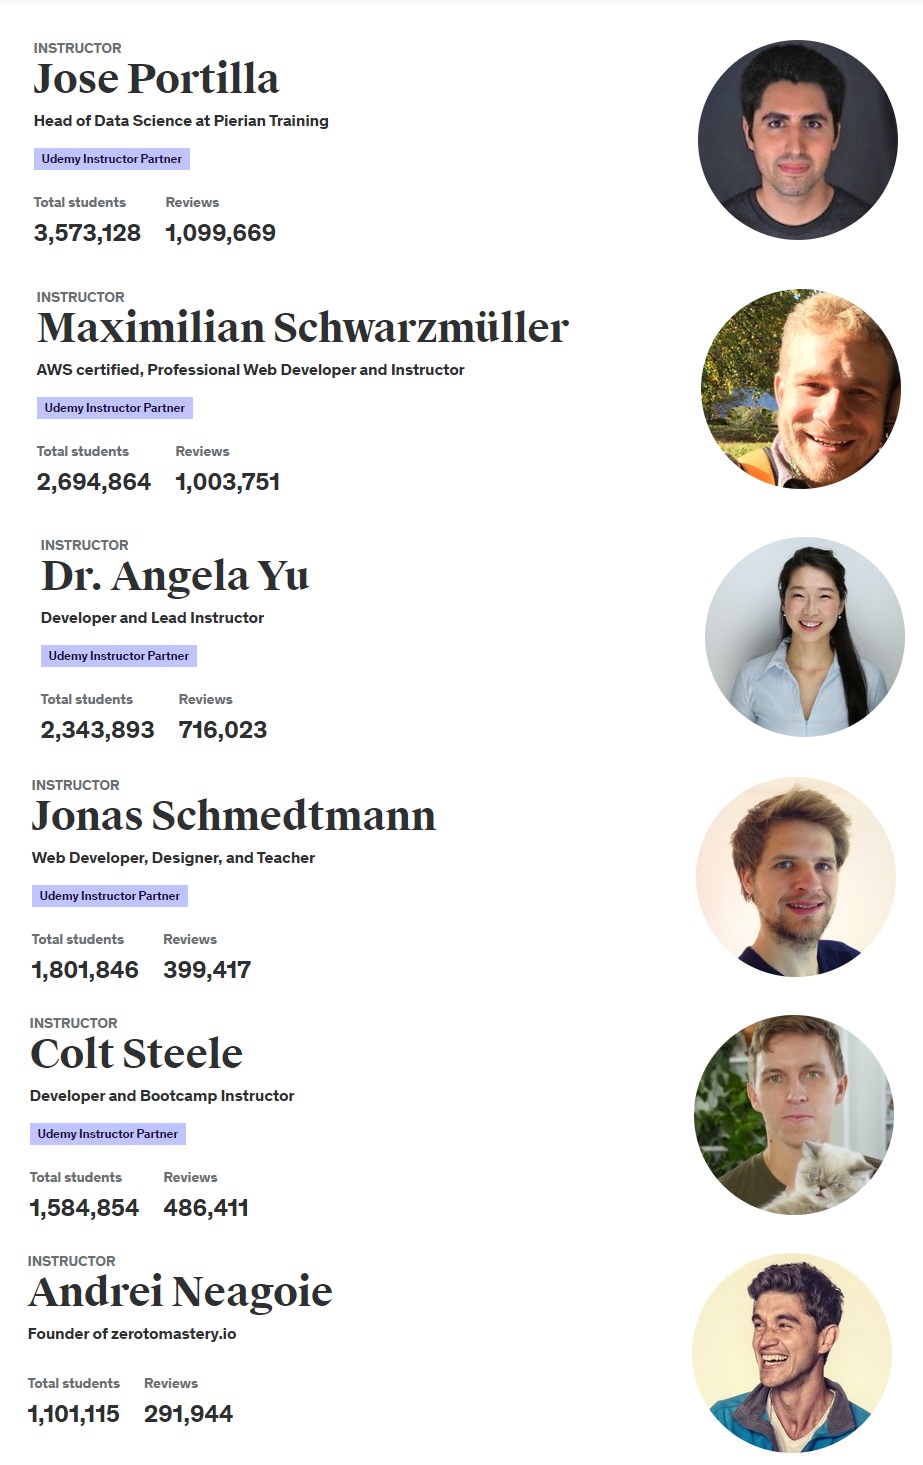 INSTRUCTOR
Jose Portilla
Head of Data Science at Pierian Training
Udemy Instructor Partner
Total students Reviews
3,573,128 1,099,669
INSTRUCTOR
Maximilian Schwarzmüller
AWS certified, Professional Web Developer and Instructor
Udemy Instructor Partner
Total students Reviews
2,694,864 1,003,751
INSTRUCTOR
Dr. Angela Yu
Developer and Lead Instructor
Udemy Instructor Partner
Total students Reviews
2,343,893 716,023
INSTRUCTOR
Jonas Schmedtmann
Web Developer, Designer, and Teacher
Udemy Instructor Partner
Total students Reviews
1,801,846 399,417
INSTRUCTOR
Colt Steele
Developer and Bootcamp Instructor
Udemy Instructor Partner
Total students Reviews
1,584,854 486,411
INSTRUCTOR
Andrei Neagoie
Founder of zerotomastery.io
Total students Reviews
1,101,115 291,944